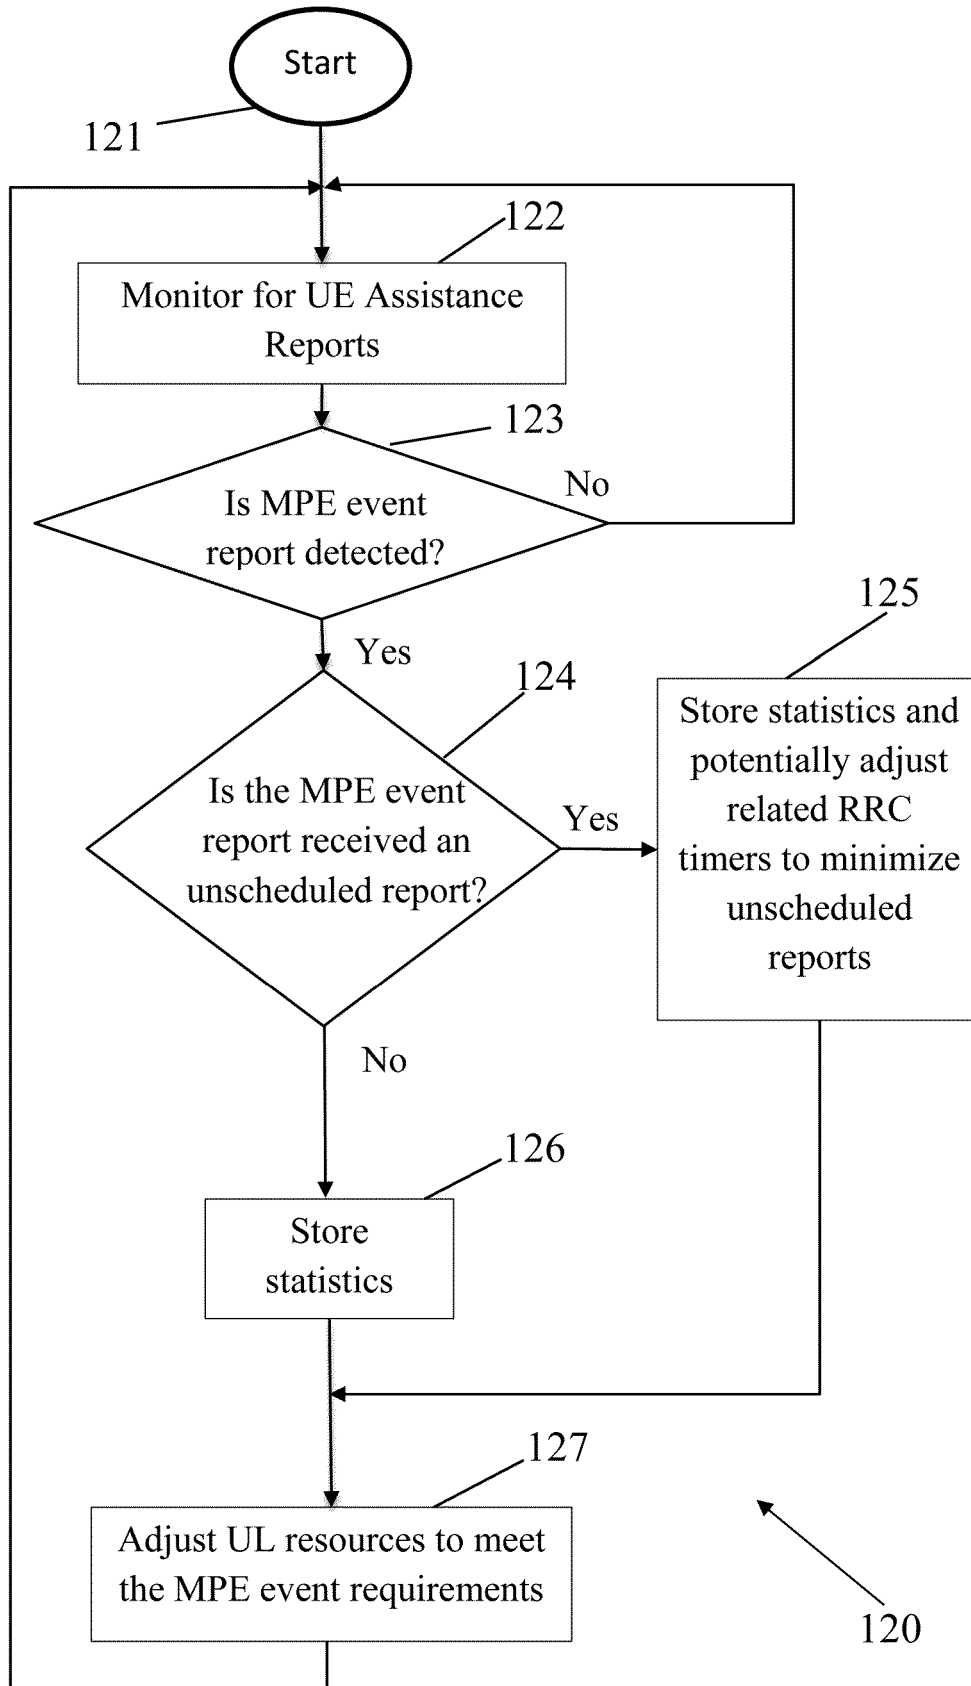 Start
121
122
Monitor for UE Assistance
Reports
123
No
Is MPE event
report detected?
Yes
124
125
Is the MPE event
report received an
unscheduled report?
Yes
Store statistics and
potentially adjust
related RRC
timers to minimize
unscheduled
reports
No
126
Store
statistics
127
Adjust UL resources to meet
the MPE event requirements
120